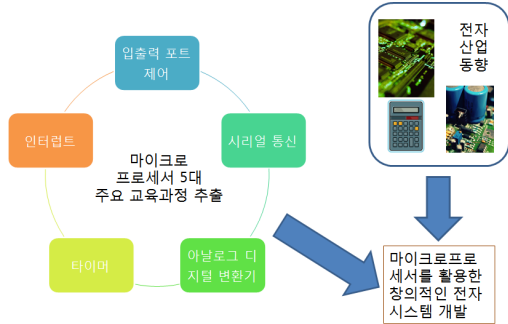 입출력 포트
제어
시리얼 통신
아날로그 디
지털 변환기
타이머
인터럽트
마이크로
프로세서 5대
주요 교육과정 추출
전자
산업
동향
마이크로프로
세서를 활용한
창의적인 전자
시스템 개발